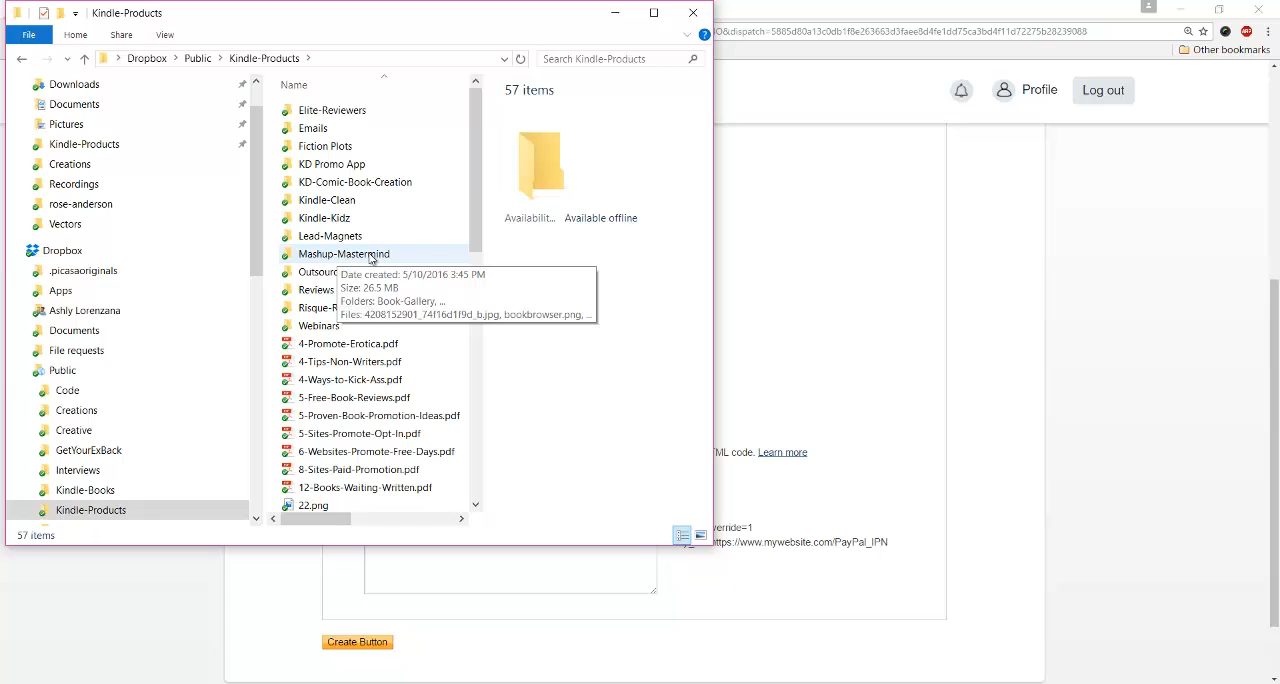 Kindle-Products
File
Home
Share
View
Dropbox
Public
Kindle-Products
Search Kindle-Products
Downloads
Documents
Pictures
Kindle-Products
Creations
Recordings
rose-anderson
Vectors
Dropbox
.picasaoriginals
Apps
Ashly Lorenzana
Documents
File requests
Public
Code
Creations
Creative
GetYourExBack
Interviews
Kindle-Books
Kindle-Products
57 items
Name
Elite-Reviewers
Emails
Fiction Plots
KD Promo App
KD-Comic-Book-Creation
Kindle-Clean
Kindle-Kidz
Lead-Magnets
Mashup-Mastermind
Outsourc
Reviews
Risque-R
Webinars
Date created: 5/10/2016 3:45 PM
Size: 26.5 MB
Folders: Book-Gallery, ...
Files: 4208152901_74f16d1f9d_b.jpg, bookbrowser.png, ...
4-Promote-Erotica.pdf
4-Tips-Non-Writers.pdf
4-Ways-to-Kick-Ass.pdf
5-Free-Book-Reviews.pdf
5-Proven-Book-Promotion-Ideas.pdf
5-Sites-Promote-Opt-In.pdf
6-Websites-Promote-Free-Days.pdf
8-Sites-Paid-Promotion.pdf
12-Books-Waiting-Written.pdf
22.png
57 items
Availabilit... Available offline
O&dispatch=5885d80a13c0db1f8e263663d3faee8d4fe1dd75ca3bd4f11d72275b28239088
Other bookmarks
Profile
Log out
ML code. Learn more
verride=1
https://www.mywebsite.com/PayPal_IPN
Create Button